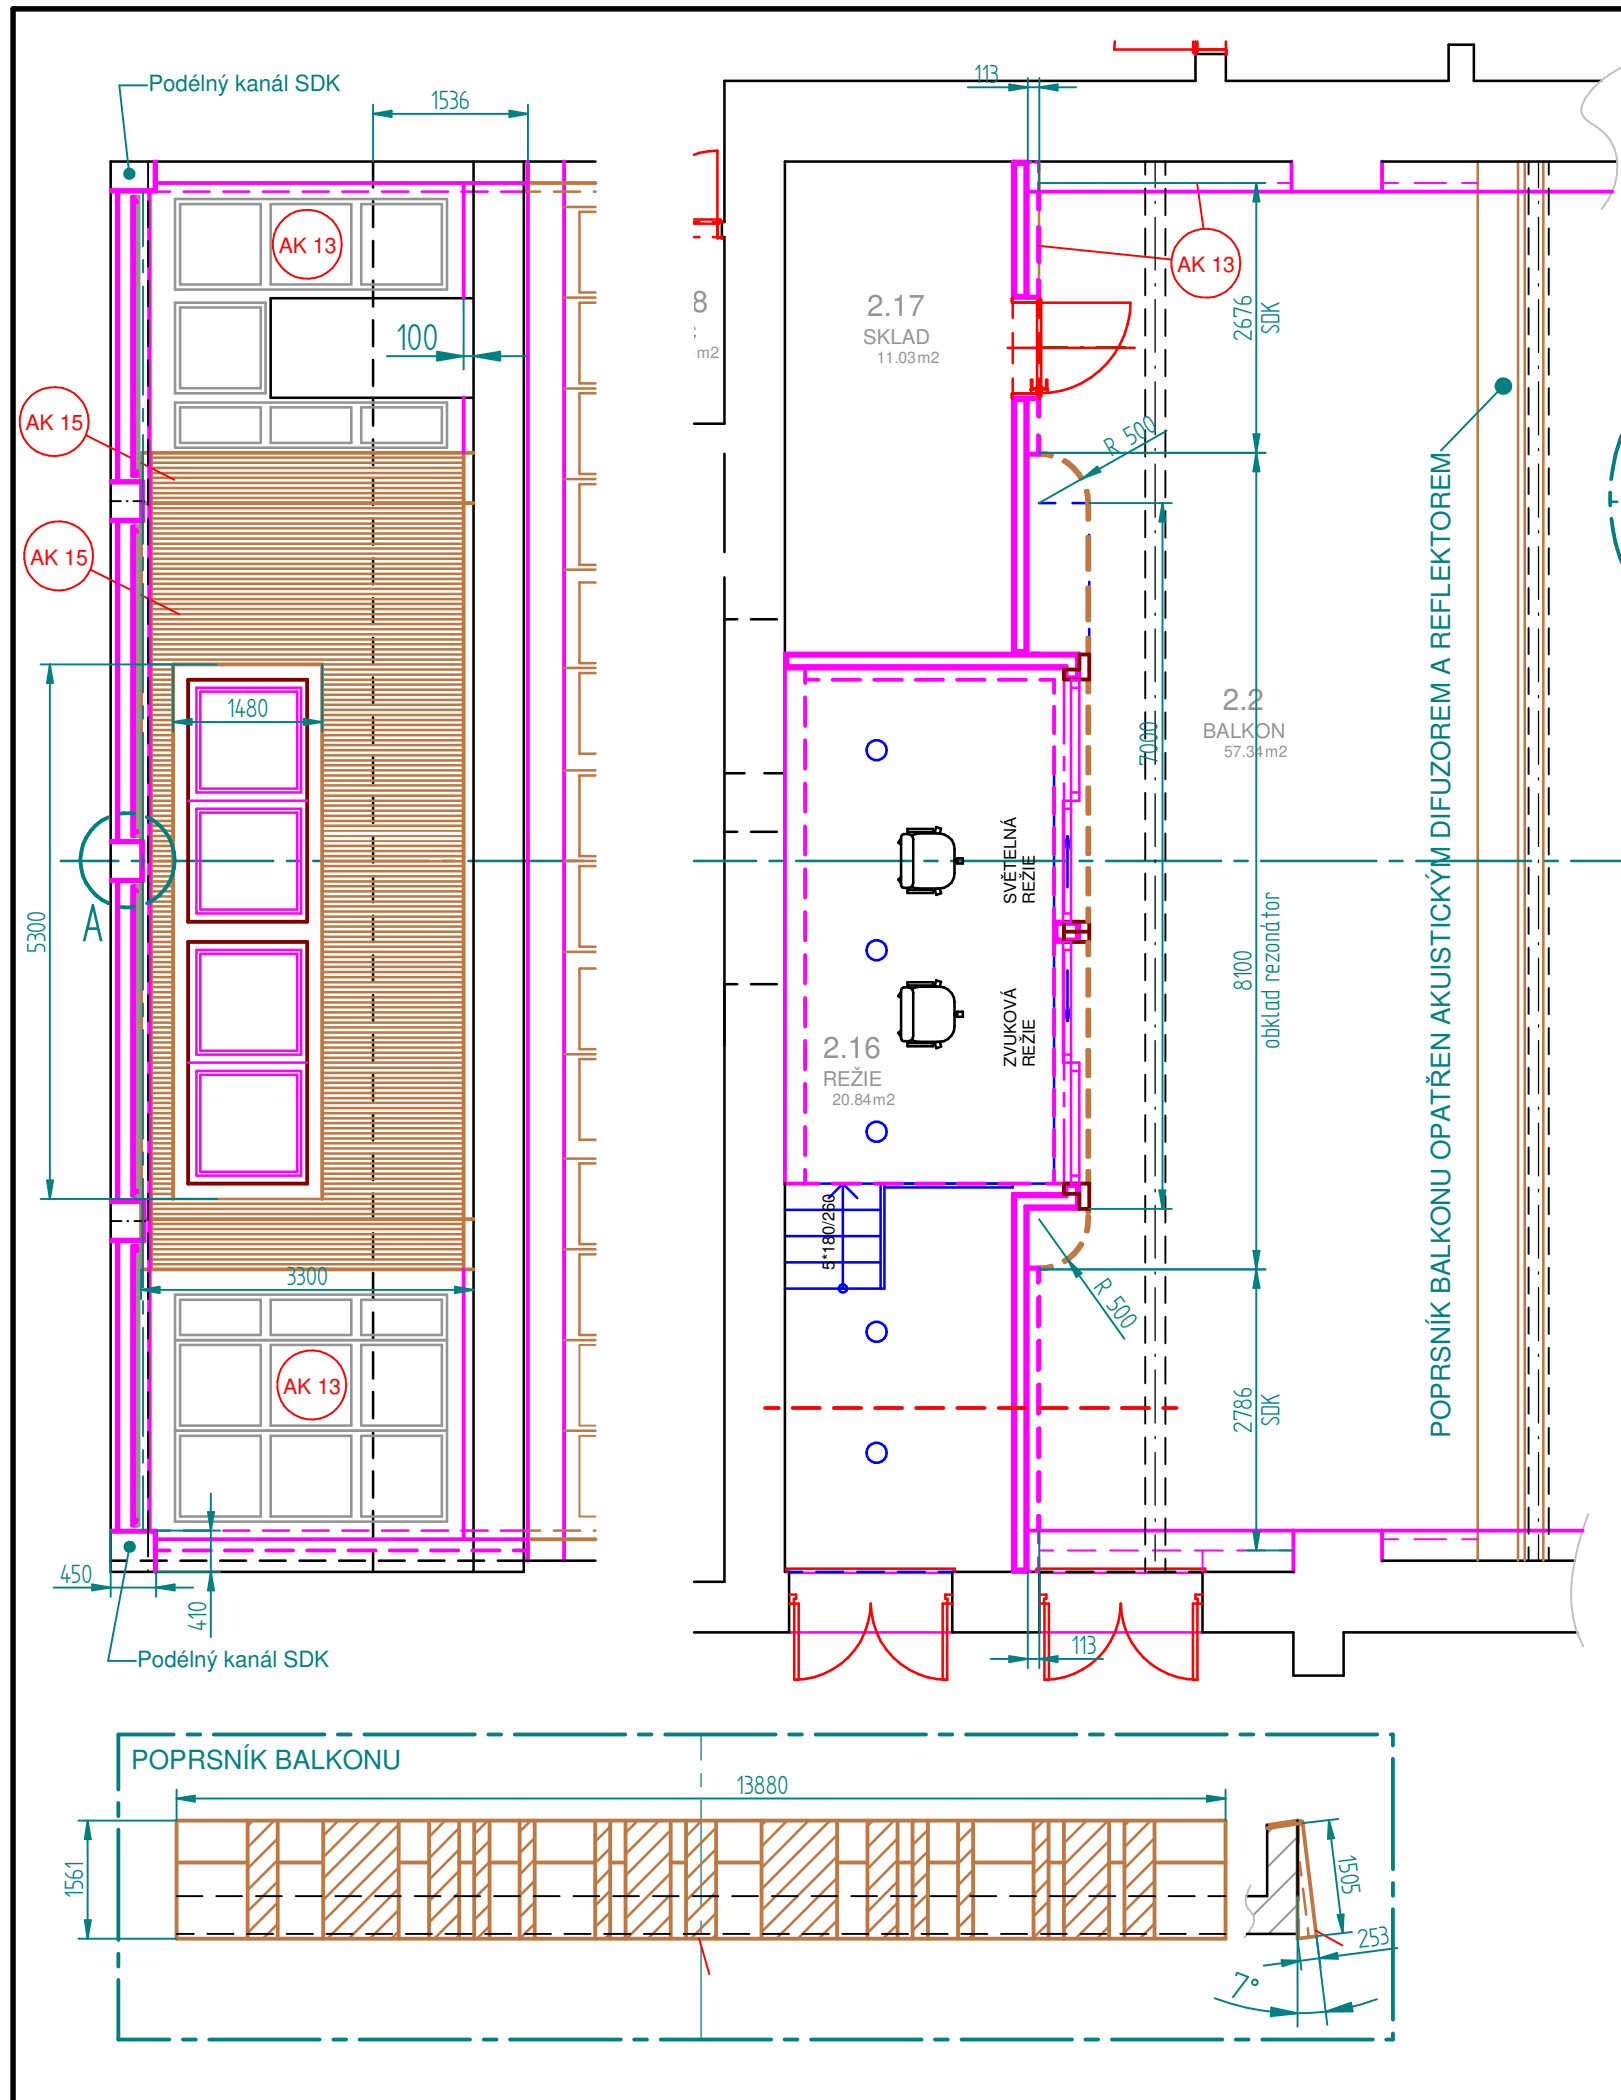 Podélný kanál SDK
1536
113
AK 13
AK 13
8
m2
2.17
SKLAD
11.03m2
2676
SDK
100
AK 15
R 500
AK 15
1480
7000
2.2
BALKON
57.34m2
POPRSNÍK BALKONU OPATŘEN AKUISTICKÝM DIFUZOREM A REFLEKTOREM
SVĚTELNÁ
REŽIE
A
5300
8100
obklad rezonátor
ZVUKOVÁ
REŽIE
2.16
REŽIE
20.84m2
5*180/260
3300
R 500
AK 13
2786
SDK
450
410
Podélný kanál SDK
113
POPRSNÍK BALKONU
13880
1561
1505
253
7°